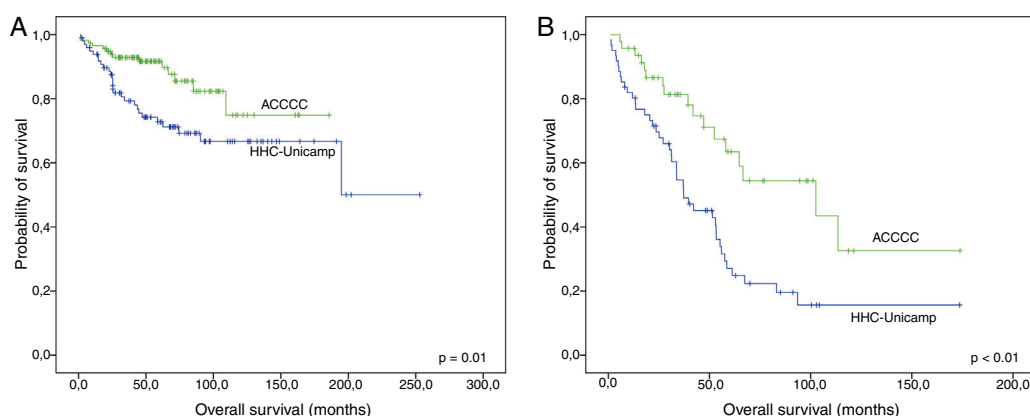 A
Probability of survival
1,0
0,8
0,6
0,4
0,2
0,0
ACCCC
HHC-Unicamp
p = 0.01
0,0 50,0 100,0 150,0 200,0 250,0 300,0
Overall survival (months)
B
Probability of survival
1,0
0,8
0,6
0,4
0,2
0,0
ACCCC
HHC-Unicamp
p < 0.01
0,0 50,0 100,0 150,0 200,0
Overall survival (months)